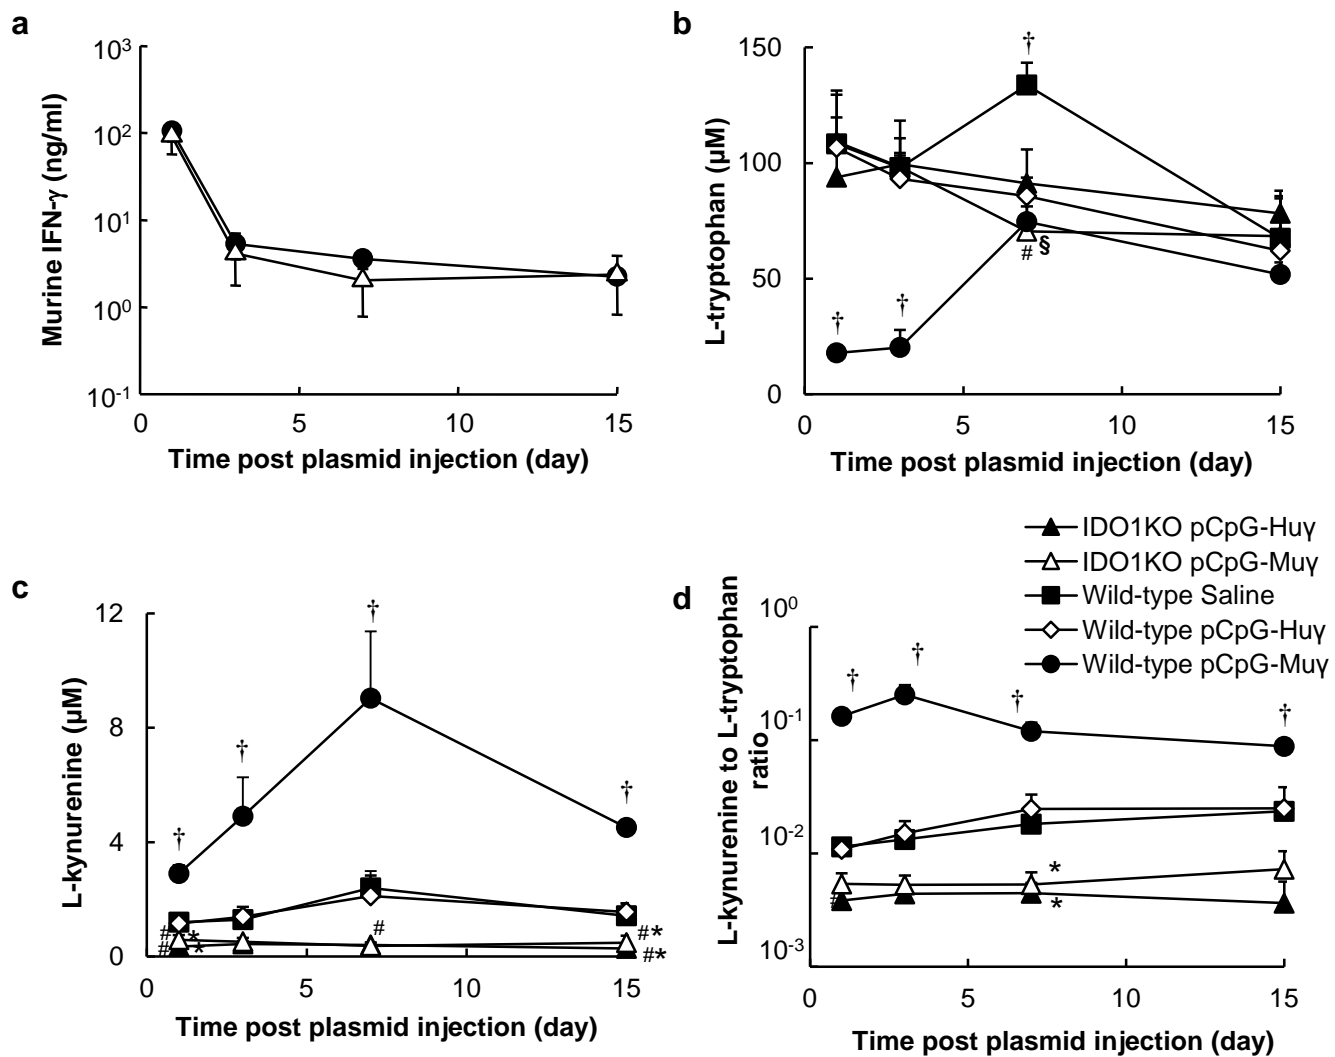 a
10³
10²
10¹
10⁰
10⁻¹
Murine IFN-γ (ng/ml)
0
5
10
15
Time post plasmid injection (day)
b
150
100
50
0
L-tryptophan (µM)
†
†
†
# §
0
5
10
15
Time post plasmid injection (day)
IDO1KO pCpG-Huγ
IDO1KO pCpG-Muγ
Wild-type Saline
Wild-type pCpG-Huγ
Wild-type pCpG-Muγ
c
12
8
4
0
L-kynurenine (µM)
†
†
†
†
# *
# *
#
#*
#*
0
5
10
15
Time post plasmid injection (day)
d
10⁰
10⁻¹
10⁻²
10⁻³
L-kynurenine to L-tryptophan
ratio
†
†
†
†
*
*
#
0
5
10
15
Time post plasmid injection (day)